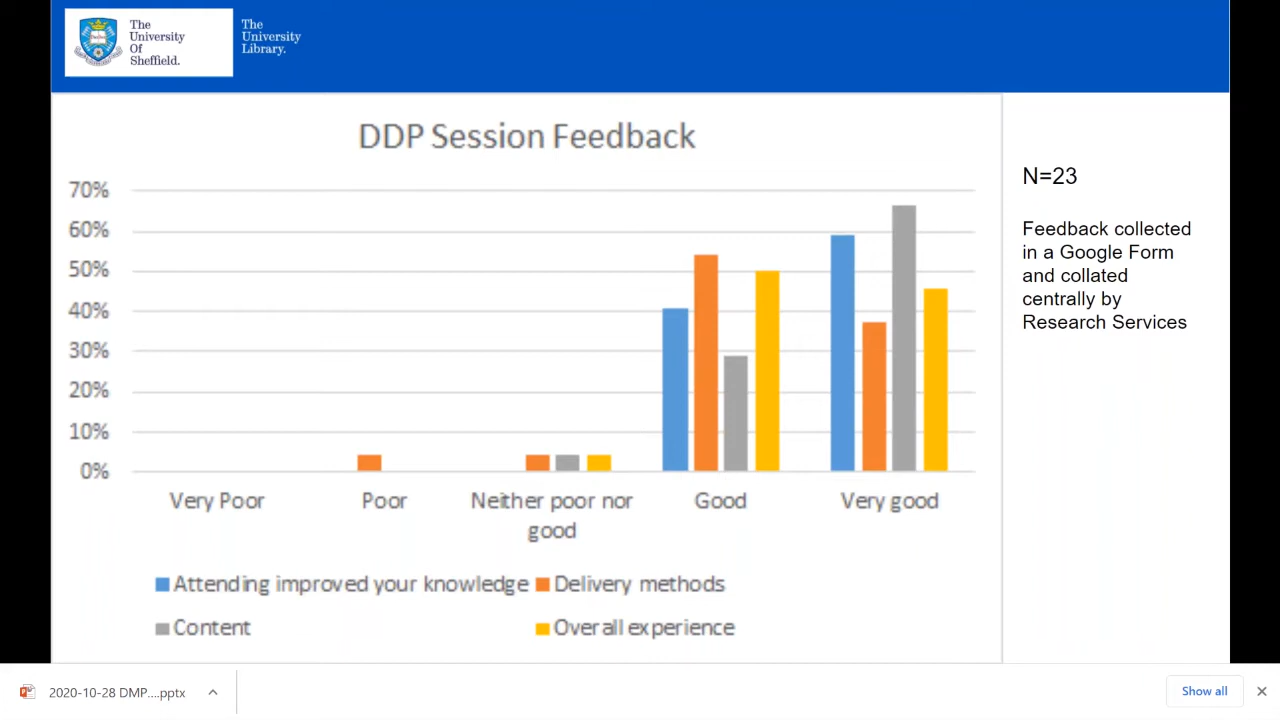 The
University
Of
Sheffield.
The
University
Library.
DDP Session Feedback
N=23
Feedback collected
in a Google Form
and collated
centrally by
Research Services
70%
60%
50%
40%
30%
20%
10%
0%
Very Poor
Poor
Neither poor nor
good
Good
Very good
Attending improved your knowledge
Delivery methods
Content
Overall experience
2020-10-28 DMP....pptx
Show all